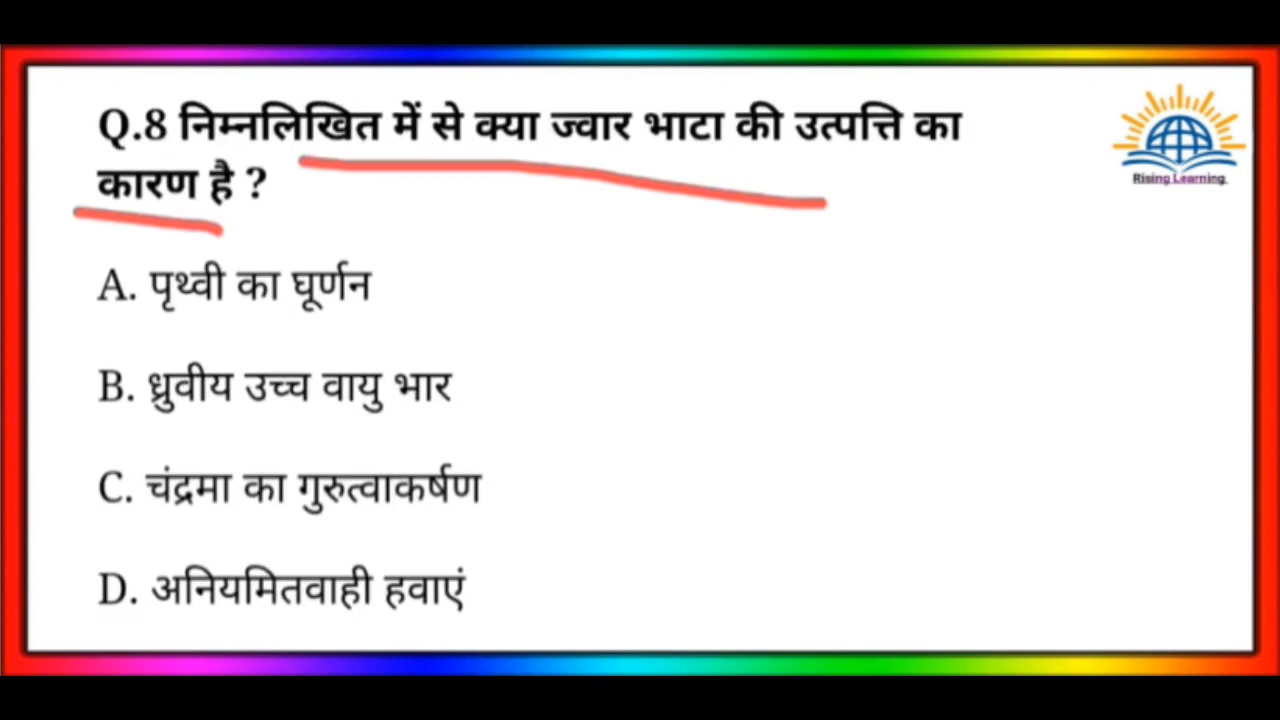 Q.8 निम्नलिखित में से क्या ज्वार भाटा की उत्पत्ति का
कारण है ?
Rising Learning
A. पृथ्वी का घूर्णन
B. ध्रुवीय उच्च वायु भार
C. चंद्रमा का गुरुत्वाकर्षण
D. अनियमितवाही हवाएं